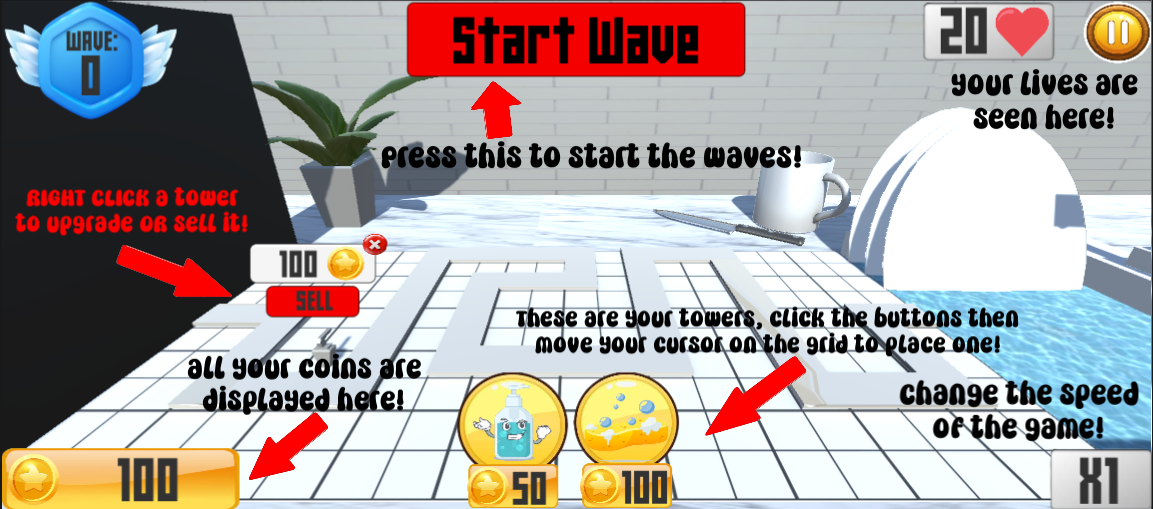 WAVE:
0
Start Wave
20
your lives are
seen here!
press this to start the waves!
RIGHT CLICK a tower
to upgrade OR sell it!
100
SELL
These are your towers, click the buttons then
move your cursor on the grid to place one!
all your coins are
displayed here!
change the speed
of the game!
100
50
100
X1